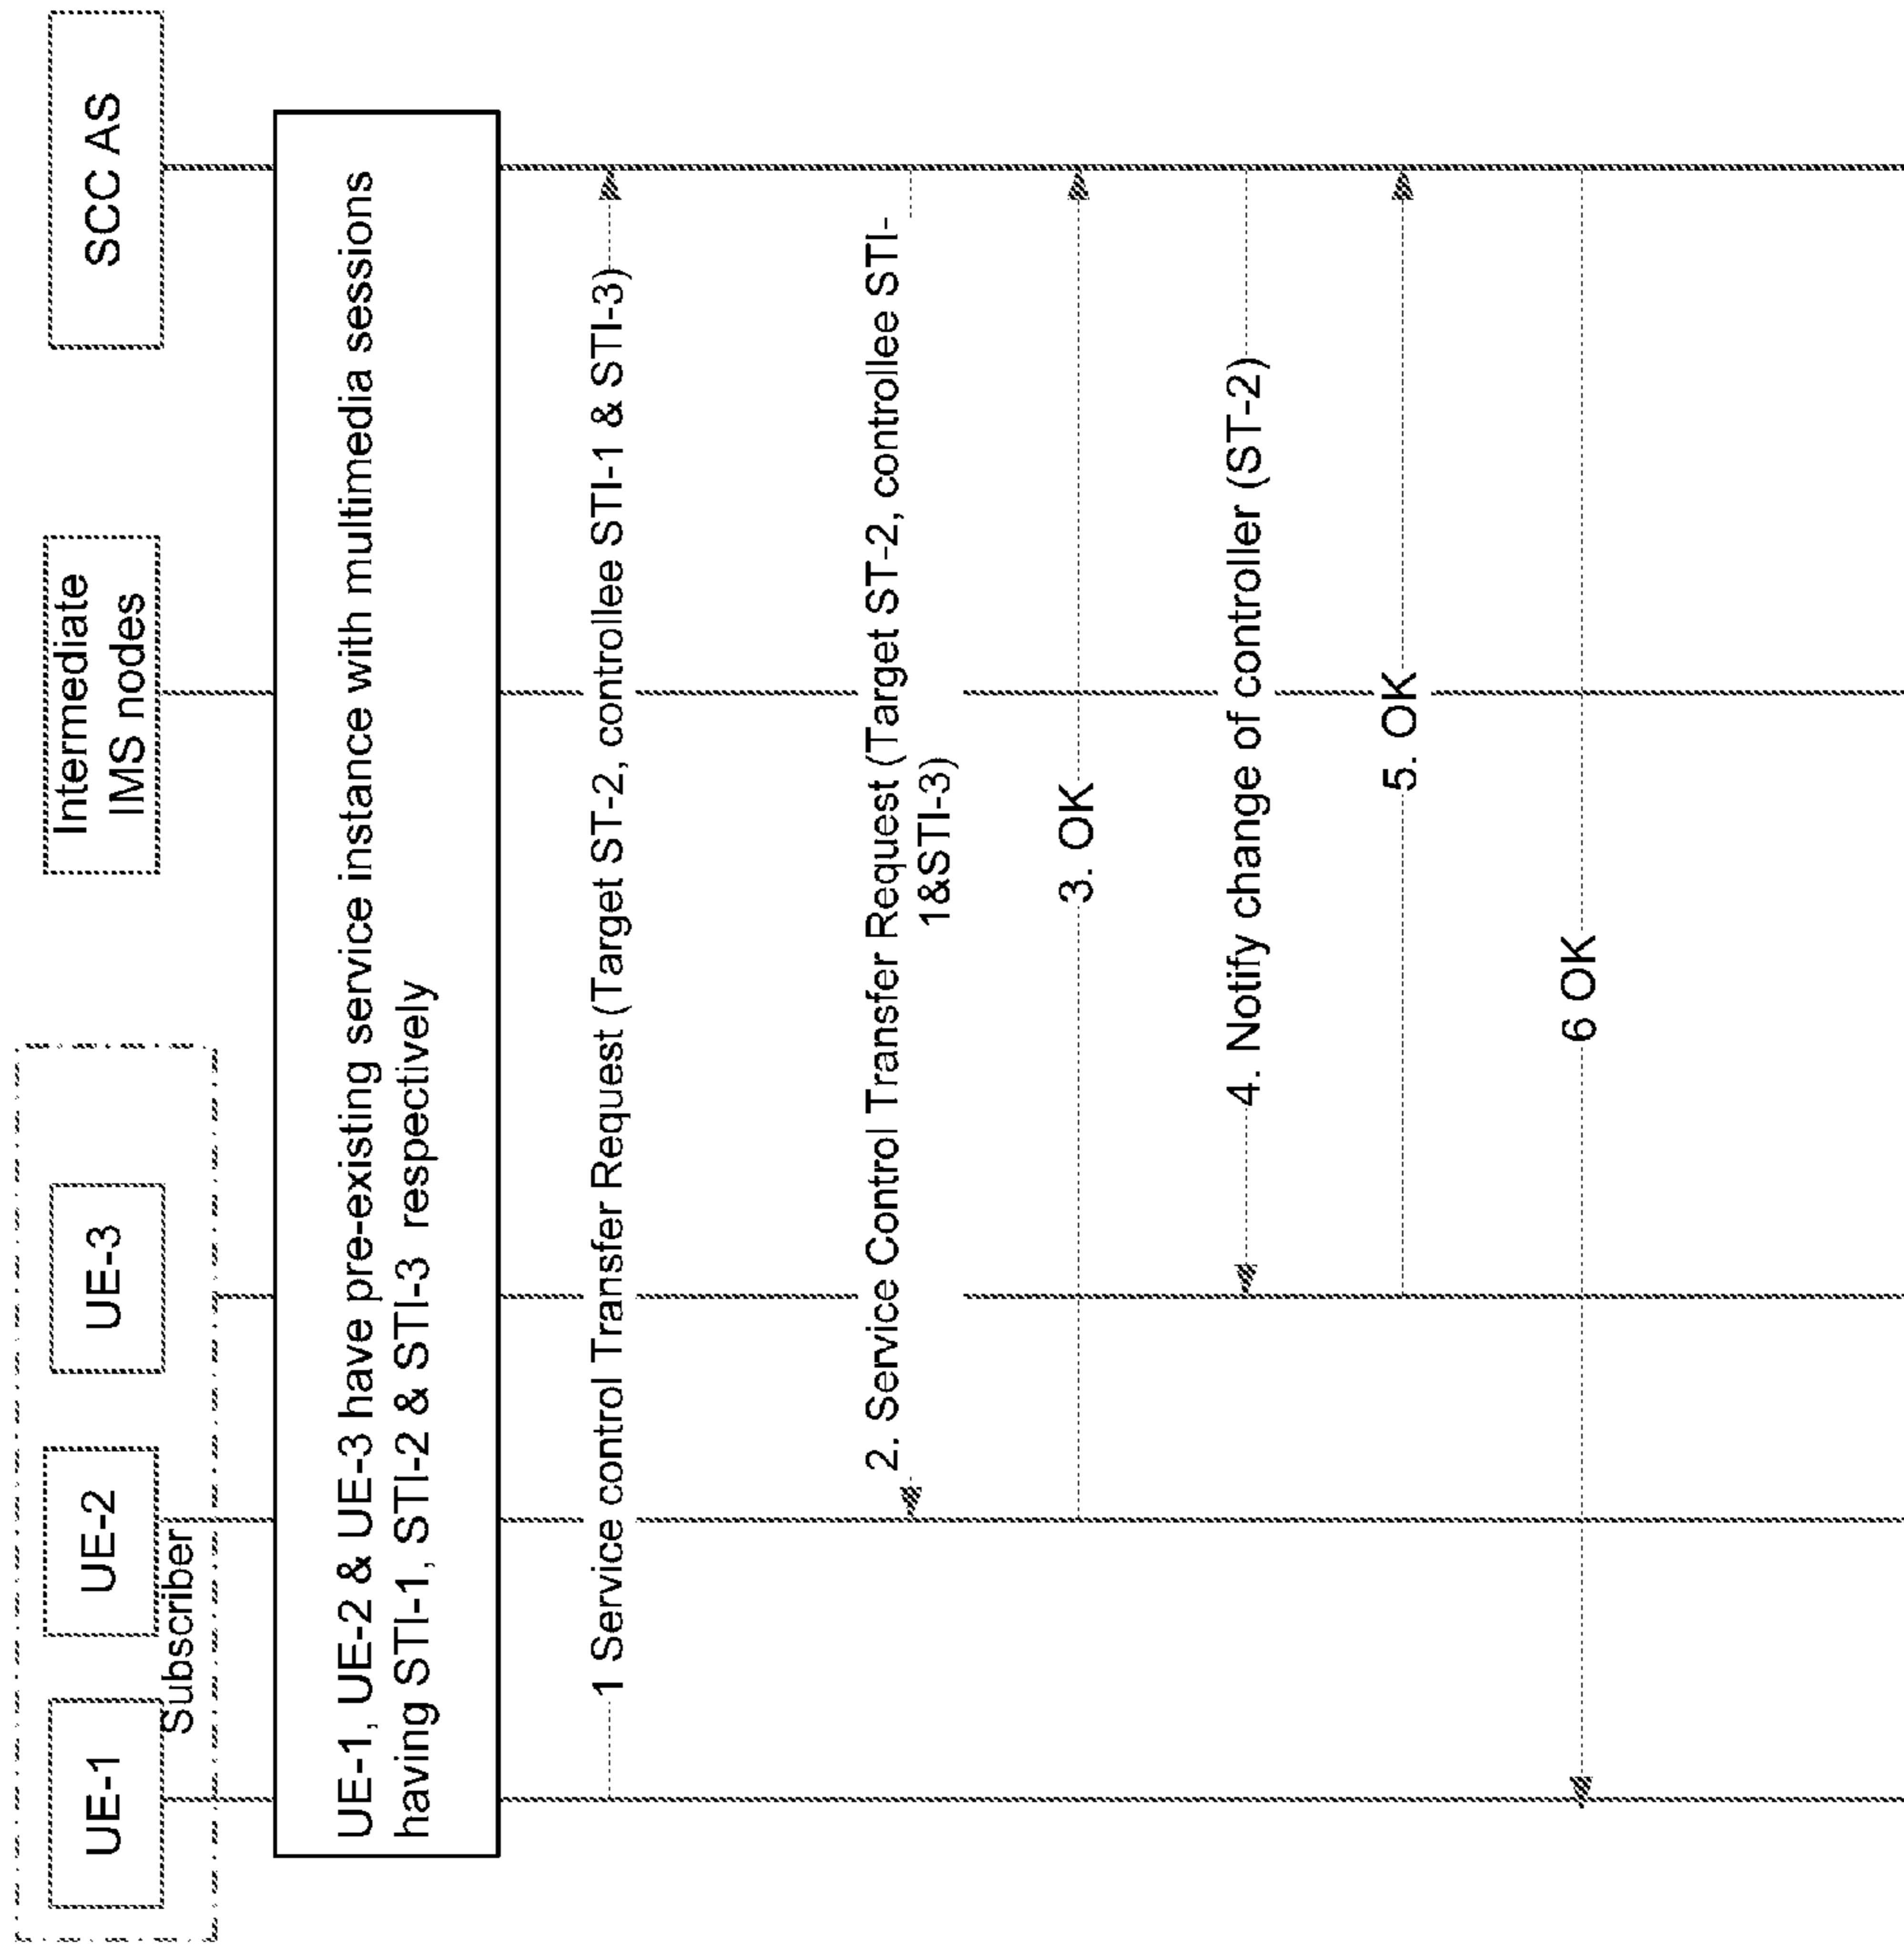 UE-1
UE-2
UE-3
Subscriber
Intermediate
IMS nodes
SCC AS
UE-1, UE-2 & UE-3 have pre-existing service instance with multimedia sessions
having STI-1, STI-2 & STI-3 respectively
1 Service control Transfer Request (Target ST-2, controllee STI-1 & STI-3)
2. Service Control Transfer Request (Target ST-2, controllee STI-
1&STI-3)
3. OK
4. Notify change of controller (ST-2)
5. OK
6 OK